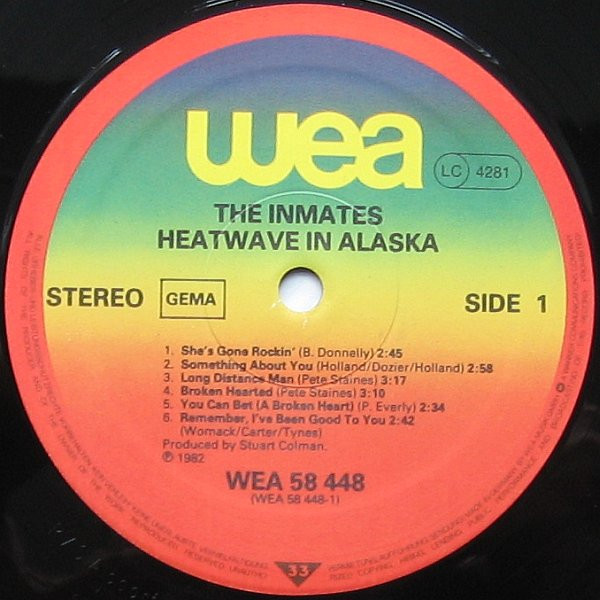 wea
LC 4281
THE INMATES
HEATWAVE IN ALASKA
STEREO GEMA SIDE 1
1. She's Gone Rockin' (B. Donnelly) 2:45
2. Something About You (Holland/Dozier/Holland) 2:58
3. Long Distance Man (Pete Staines) 3:17
4. Broken Hearted (Pete Staines) 3:10
5. You Can Bet (A Broken Heart) (P. Everly) 2:34
6. Remember, I've Been Good To You 2:42
(Womack/Carter/Tynes)
Produced by Stuart Colman.
℗ 1982
WEA 58 448
(WEA 58 448-1)
33